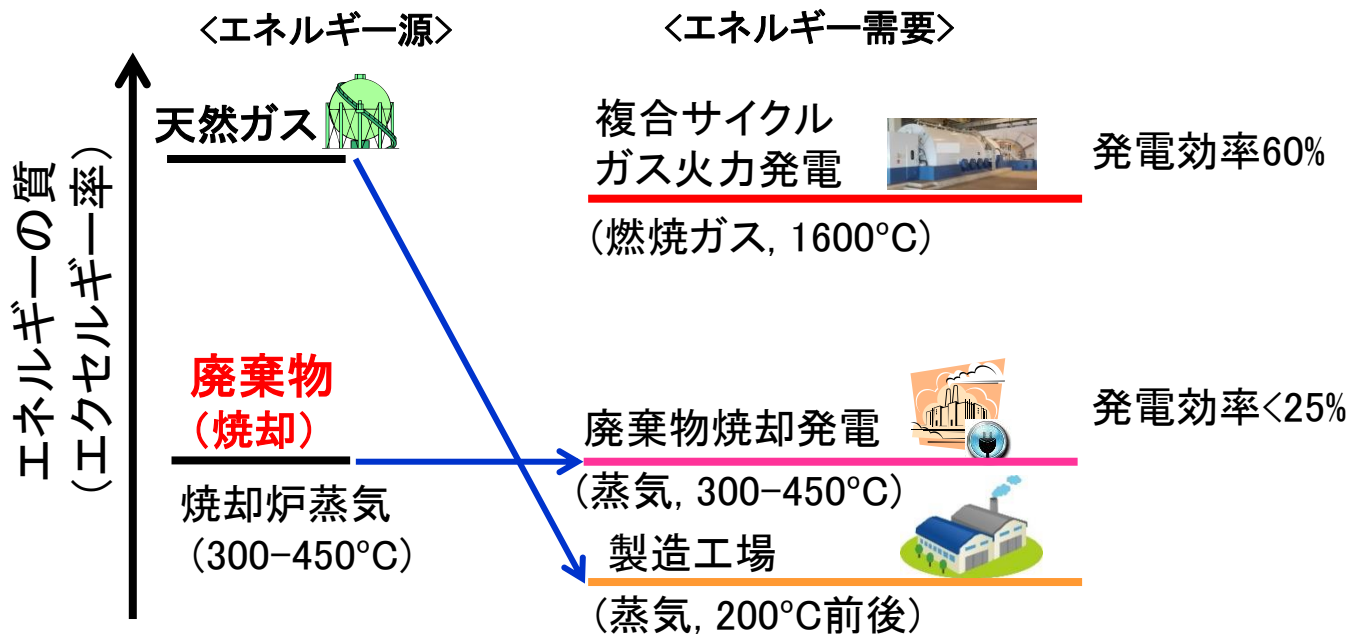 <エネルギー源>
<エネルギー需要>
エネルギーの質
(エクセルギー率)
天然ガス
複合サイクル
ガス火力発電
発電効率60%
(燃焼ガス, 1600°C)
廃棄物
(焼却)
焼却炉蒸気
(300-450°C)
廃棄物焼却発電
発電効率<25%
(蒸気, 300-450°C)
製造工場
(蒸気, 200°C前後)